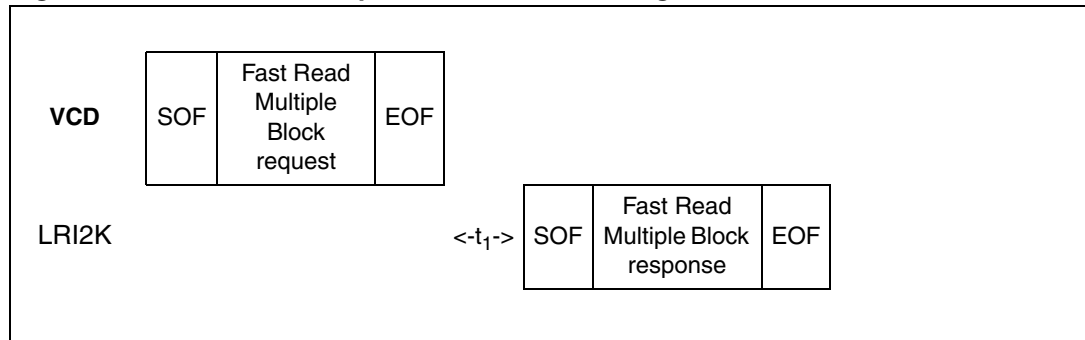 VCD
SOF
Fast Read
Multiple
Block
request
EOF
LRI2K
<-t₁->
SOF
Fast Read
Multiple Block
response
EOF